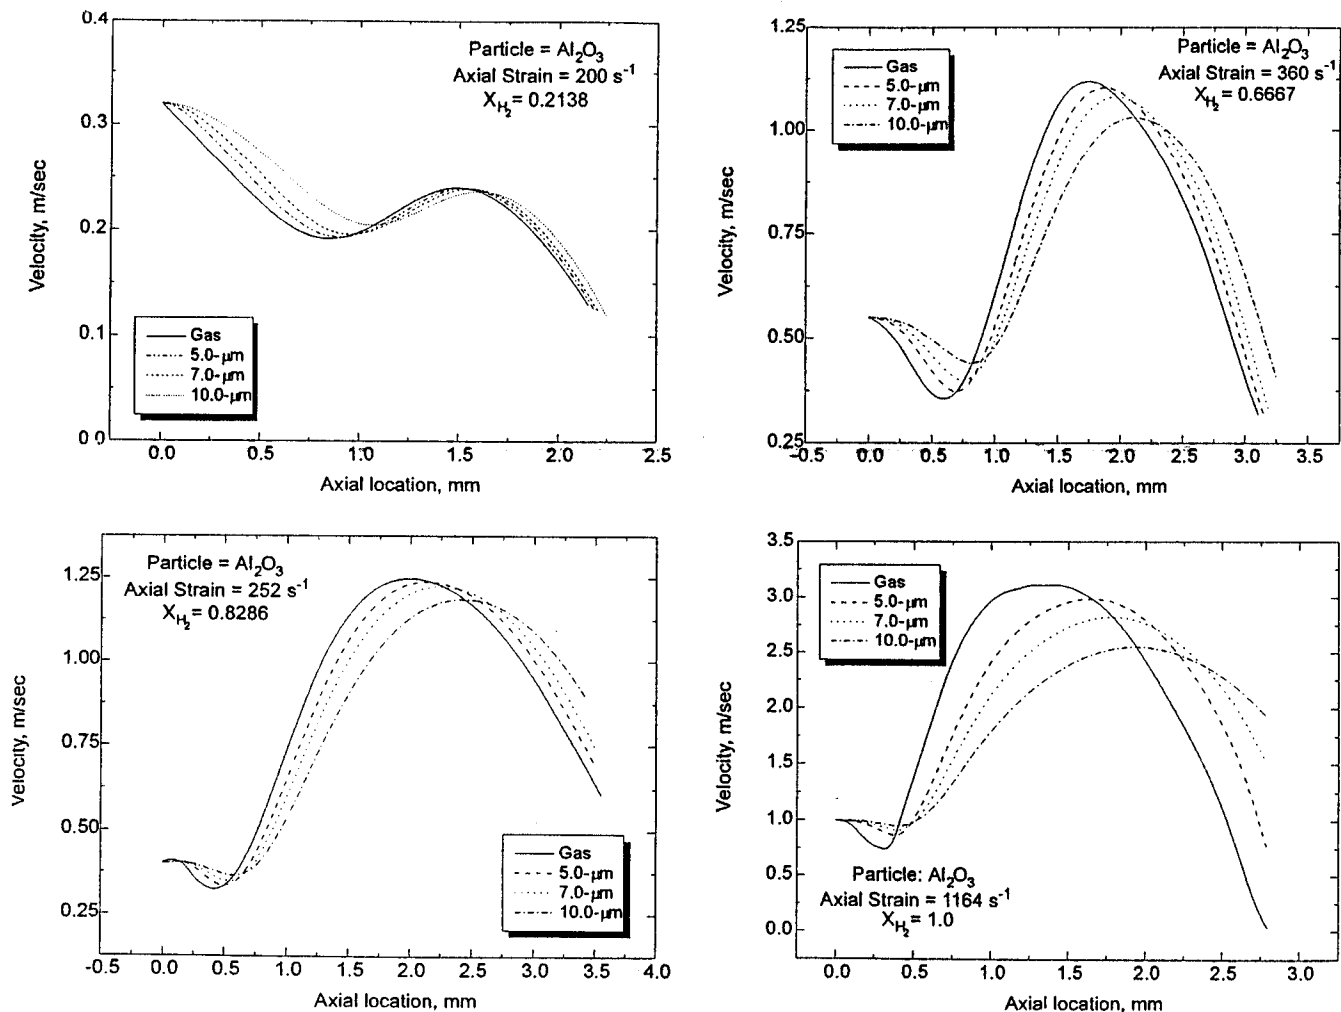 0.4
0.3
0.2
0.1
0.0
Velocity, m/sec
Particle = Al₂O₃
Axial Strain = 200 s⁻¹
X_H₂ = 0.2138
Gas
5.0-μm
7.0-μm
10.0-μm
0.0 0.5 1.0 1.5 2.0 2.5
Axial location, mm
1.25
1.00
0.75
0.50
0.25
Velocity, m/sec
Gas
5.0-μm
7.0-μm
10.0-μm
Particle = Al₂O₃
Axial Strain = 360 s⁻¹
X_H₂ = 0.6667
-0.5 0.0 0.5 1.0 1.5 2.0 2.5 3.0 3.5
Axial location, mm
1.25
1.00
0.75
0.50
0.25
Velocity, m/sec
Particle = Al₂O₃
Axial Strain = 252 s⁻¹
X_H₂ = 0.8286
Gas
5.0-μm
7.0-μm
10.0-μm
-0.5 0.0 0.5 1.0 1.5 2.0 2.5 3.0 3.5 4.0
Axial location, mm
3.5
3.0
2.5
2.0
1.5
1.0
0.5
0.0
Velocity, m/sec
Gas
5.0-μm
7.0-μm
10.0-μm
Particle: Al₂O₃
Axial Strain = 1164 s⁻¹
X_H₂ = 1.0
0.0 0.5 1.0 1.5 2.0 2.5 3.0
Axial location, mm